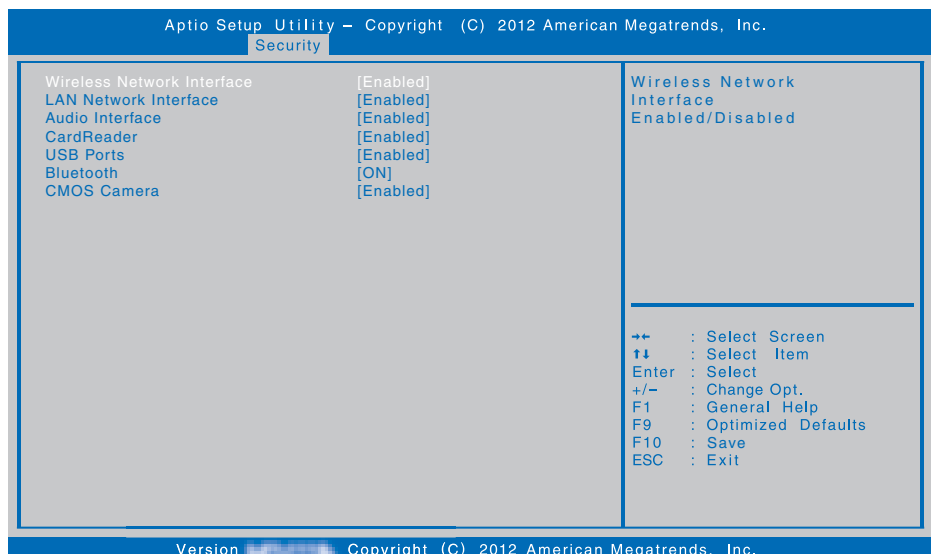 Aptio Setup Utility – Copyright (C) 2012 American Megatrends, Inc.
Security
Wireless Network Interface [Enabled]
LAN Network Interface [Enabled]
Audio Interface [Enabled]
CardReader [Enabled]
USB Ports [Enabled]
Bluetooth [ON]
CMOS Camera [Enabled]
Wireless Network
Interface
Enabled/Disabled
→← : Select Screen
↑↓ : Select Item
Enter : Select
+/– : Change Opt.
F1 : General Help
F9 : Optimized Defaults
F10 : Save
ESC : Exit
Version Copyright (C) 2012 American Megatrends, Inc.